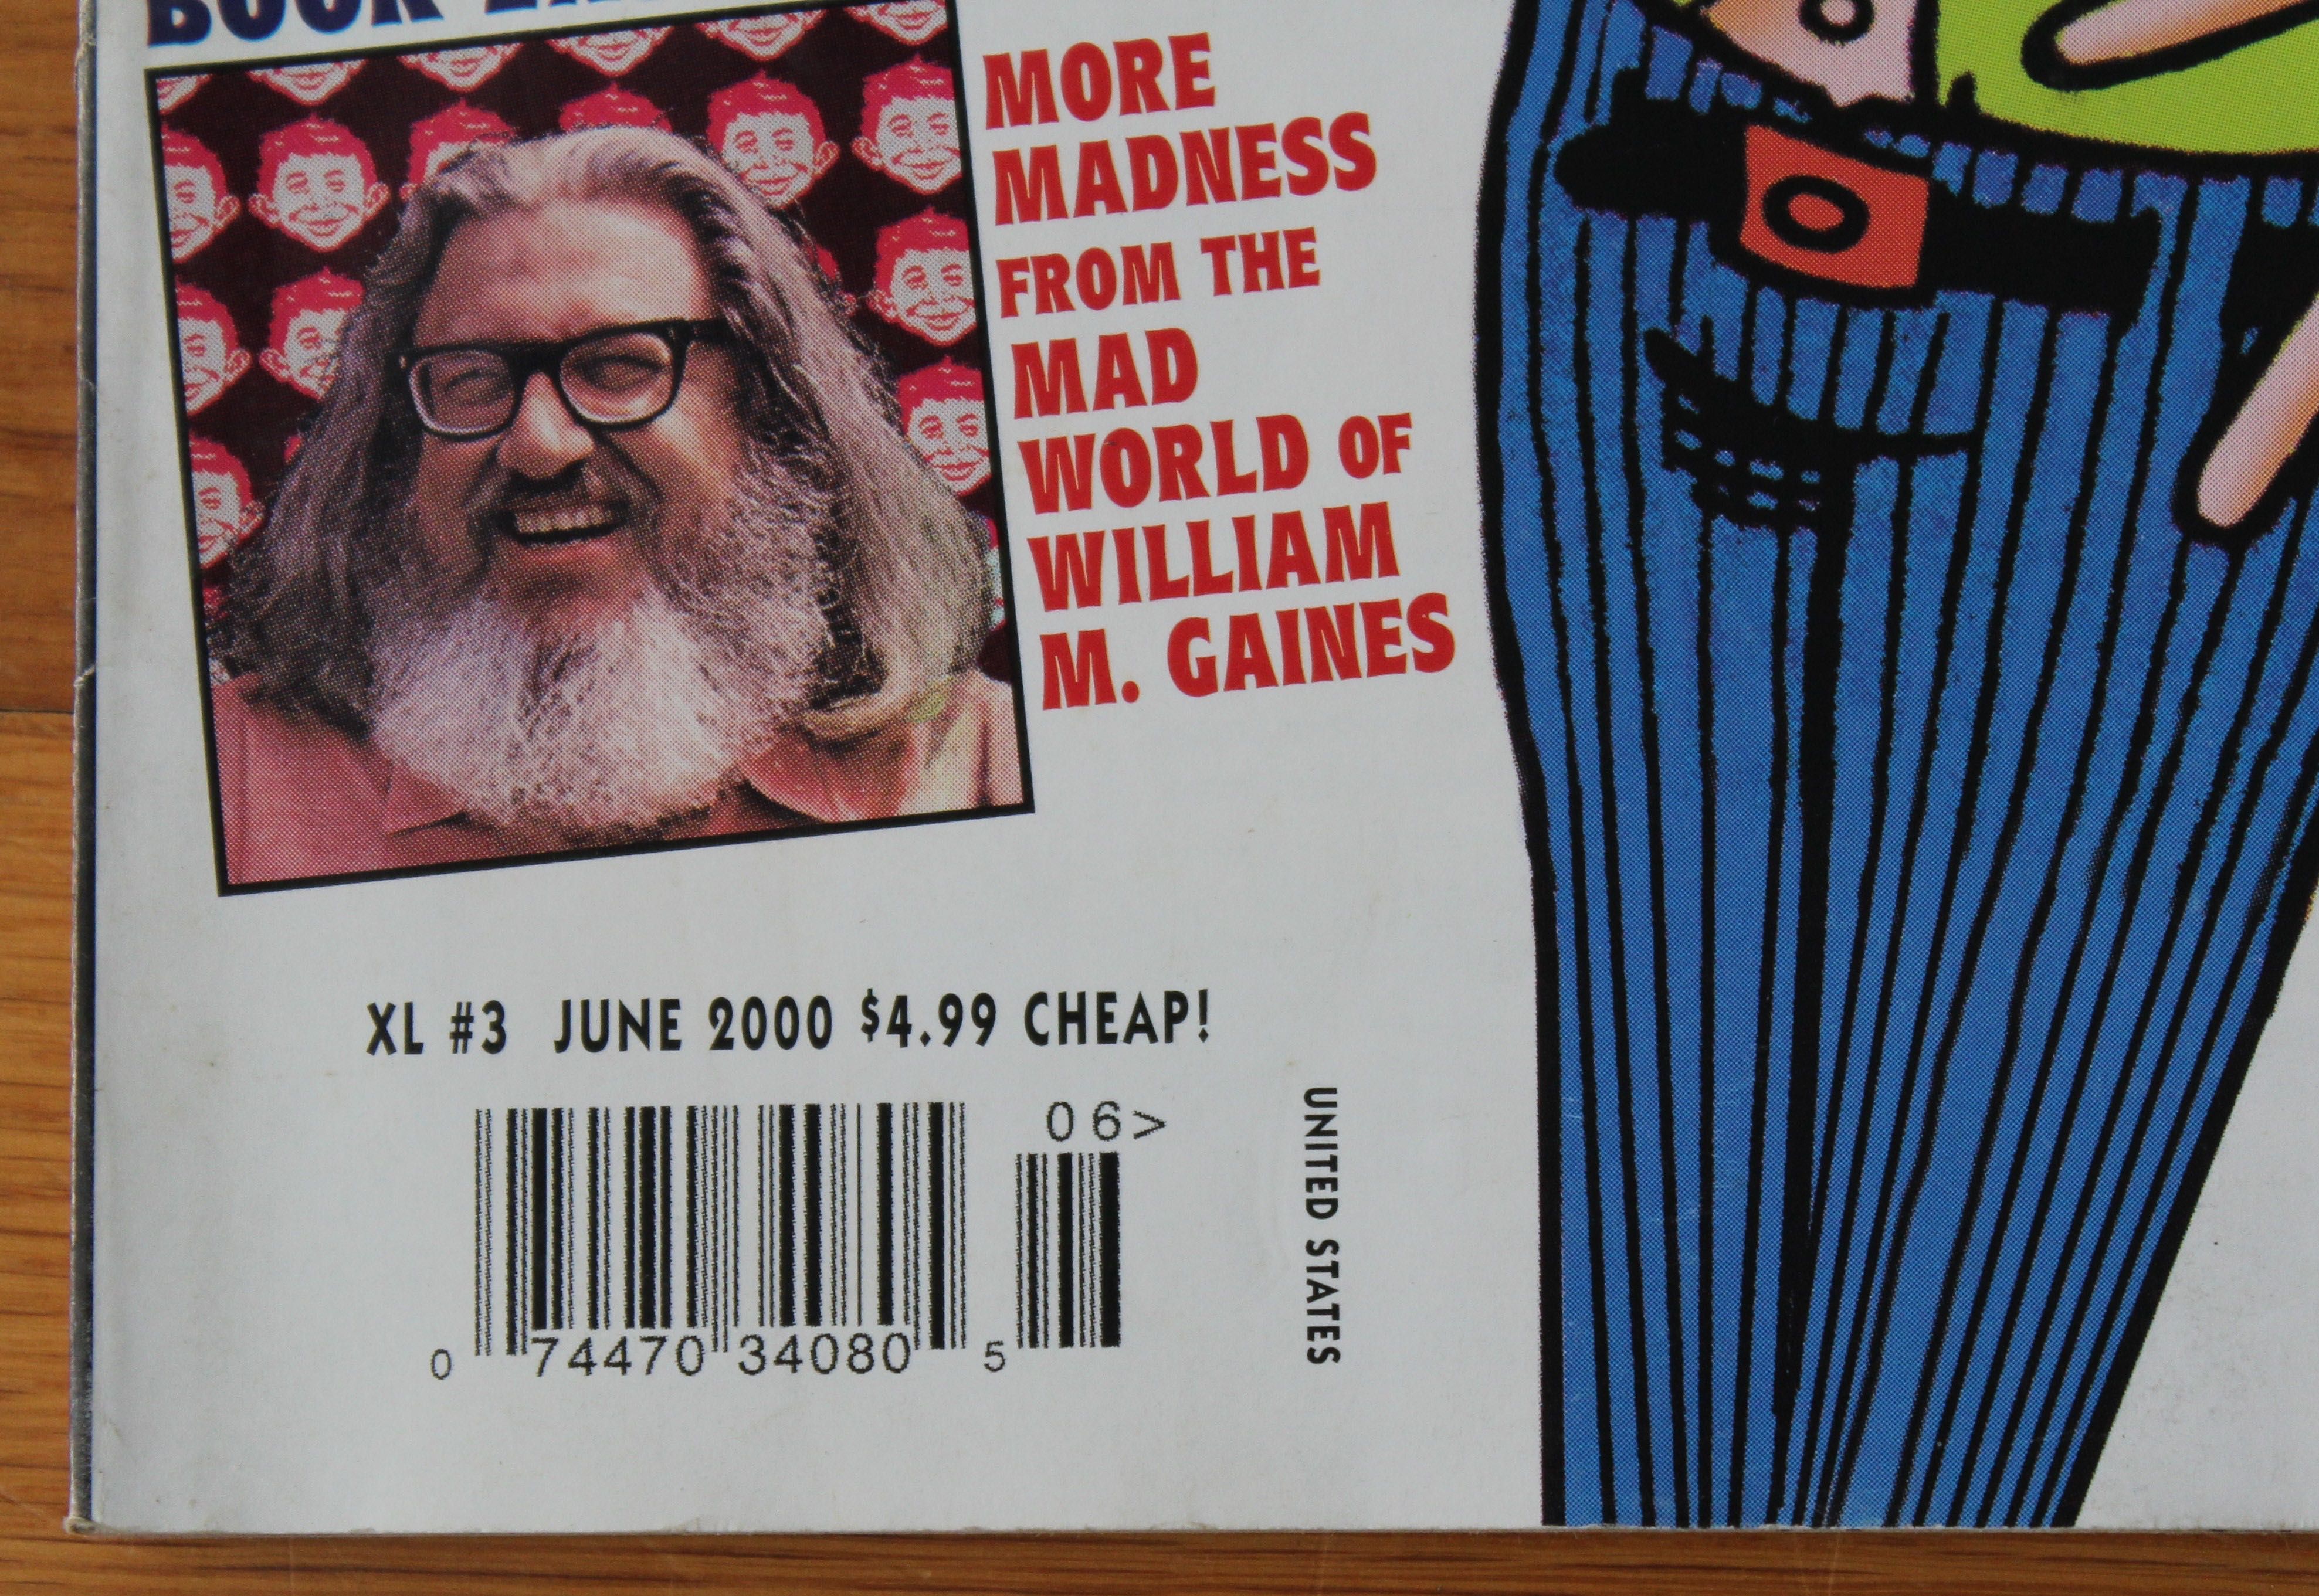 BOOK
MORE
MADNESS
FROM THE
MAD
WORLD OF
WILLIAM
M. GAINES
XL #3 JUNE 2000 $4.99 CHEAP!
06>
0 74470 34080 5
UNITED STATES